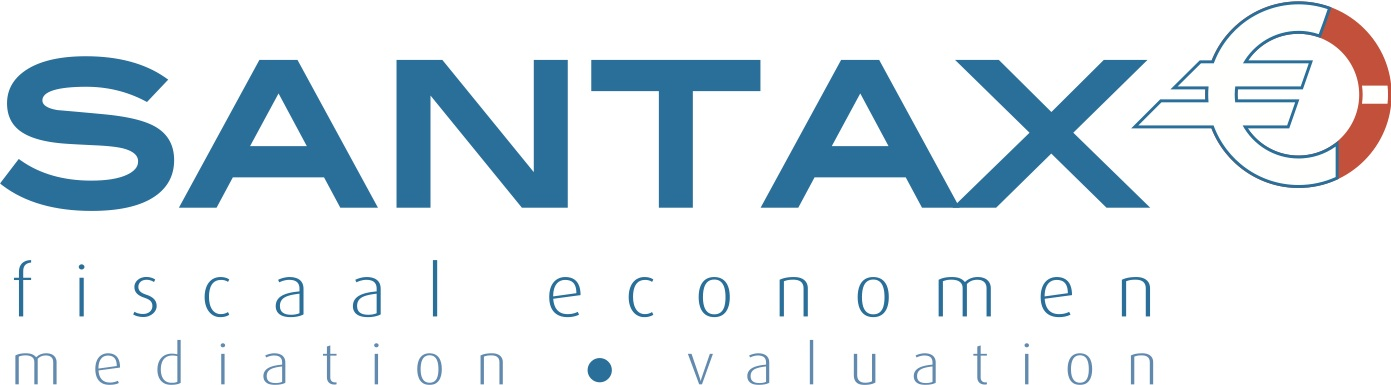 SANTAX €
fiscaal economen
mediation • valuation